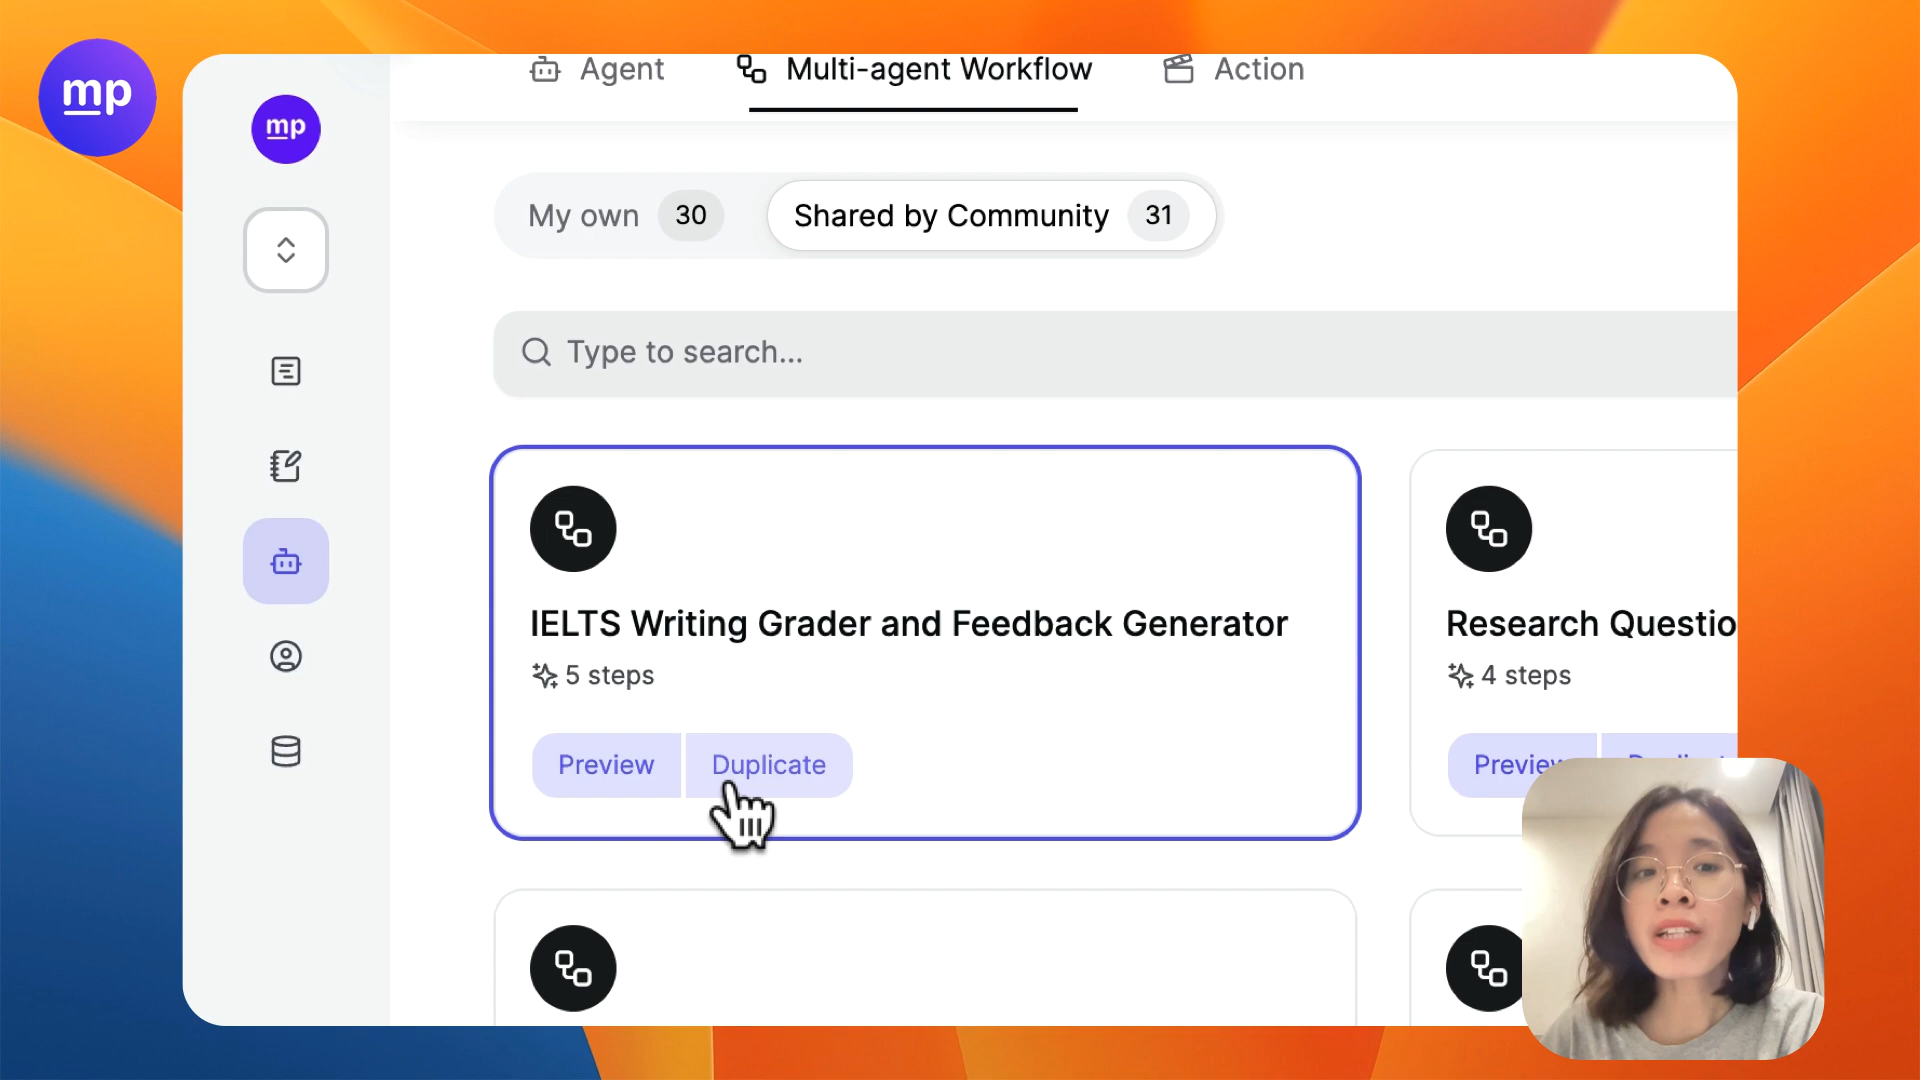 mp
mp
Agent
Multi-agent Workflow
Action
My own 30
Shared by Community 31
Type to search...
IELTS Writing Grader and Feedback Generator
5 steps
Preview
Duplicate
Research Questio
4 steps
Preview